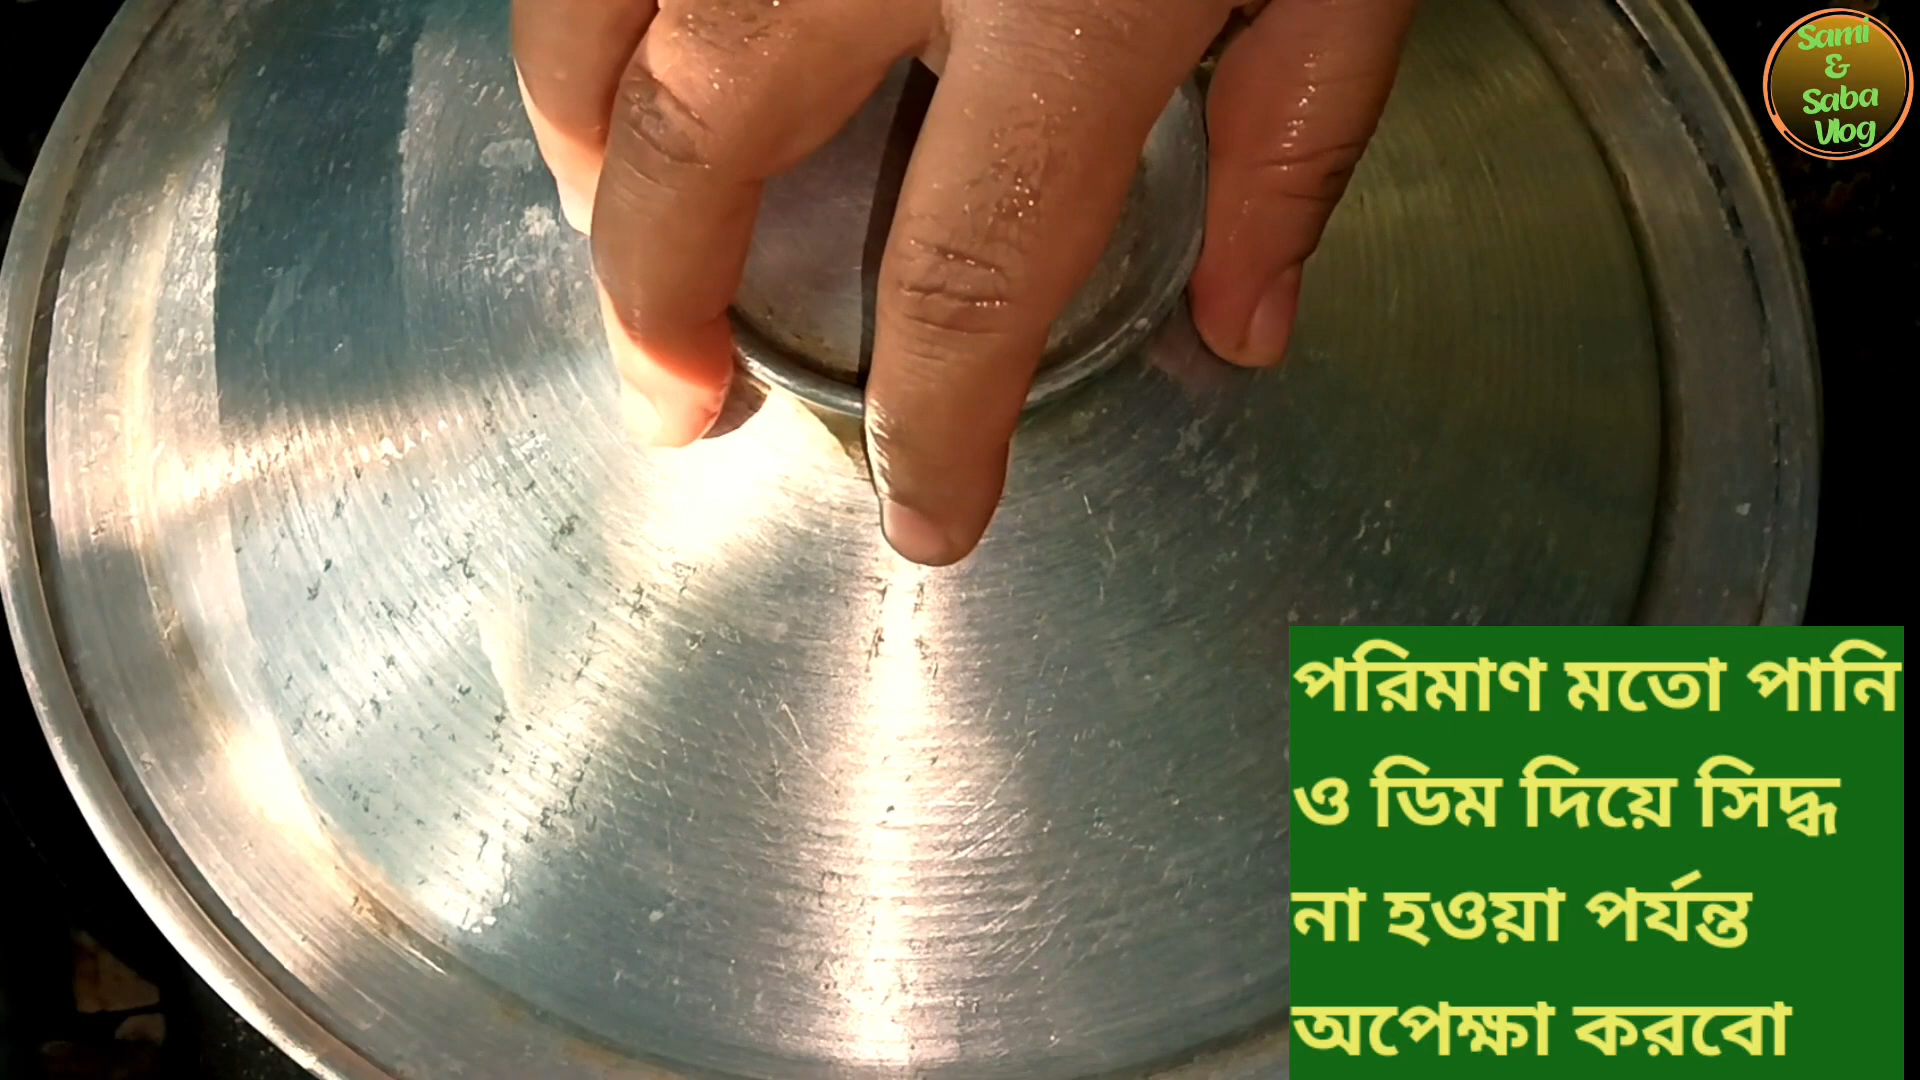 Sami
&
Saba
Vlog
পরিমাণ মতো পানি
ও ডিম দিয়ে সিদ্ধ
না হওয়া পর্যন্ত
অপেক্ষা করবো